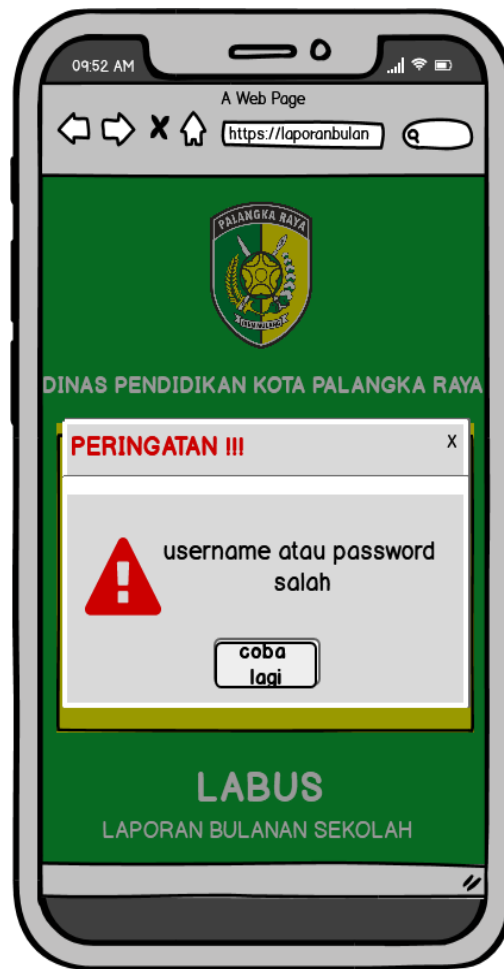 09:52 AM
A Web Page
https://laporanbulan
PALANGKA RAYA
DINAS PENDIDIKAN KOTA PALANGKA RAYA
PERINGATAN !!! X
username atau password
salah
coba
lagi
LABUS
LAPORAN BULANAN SEKOLAH